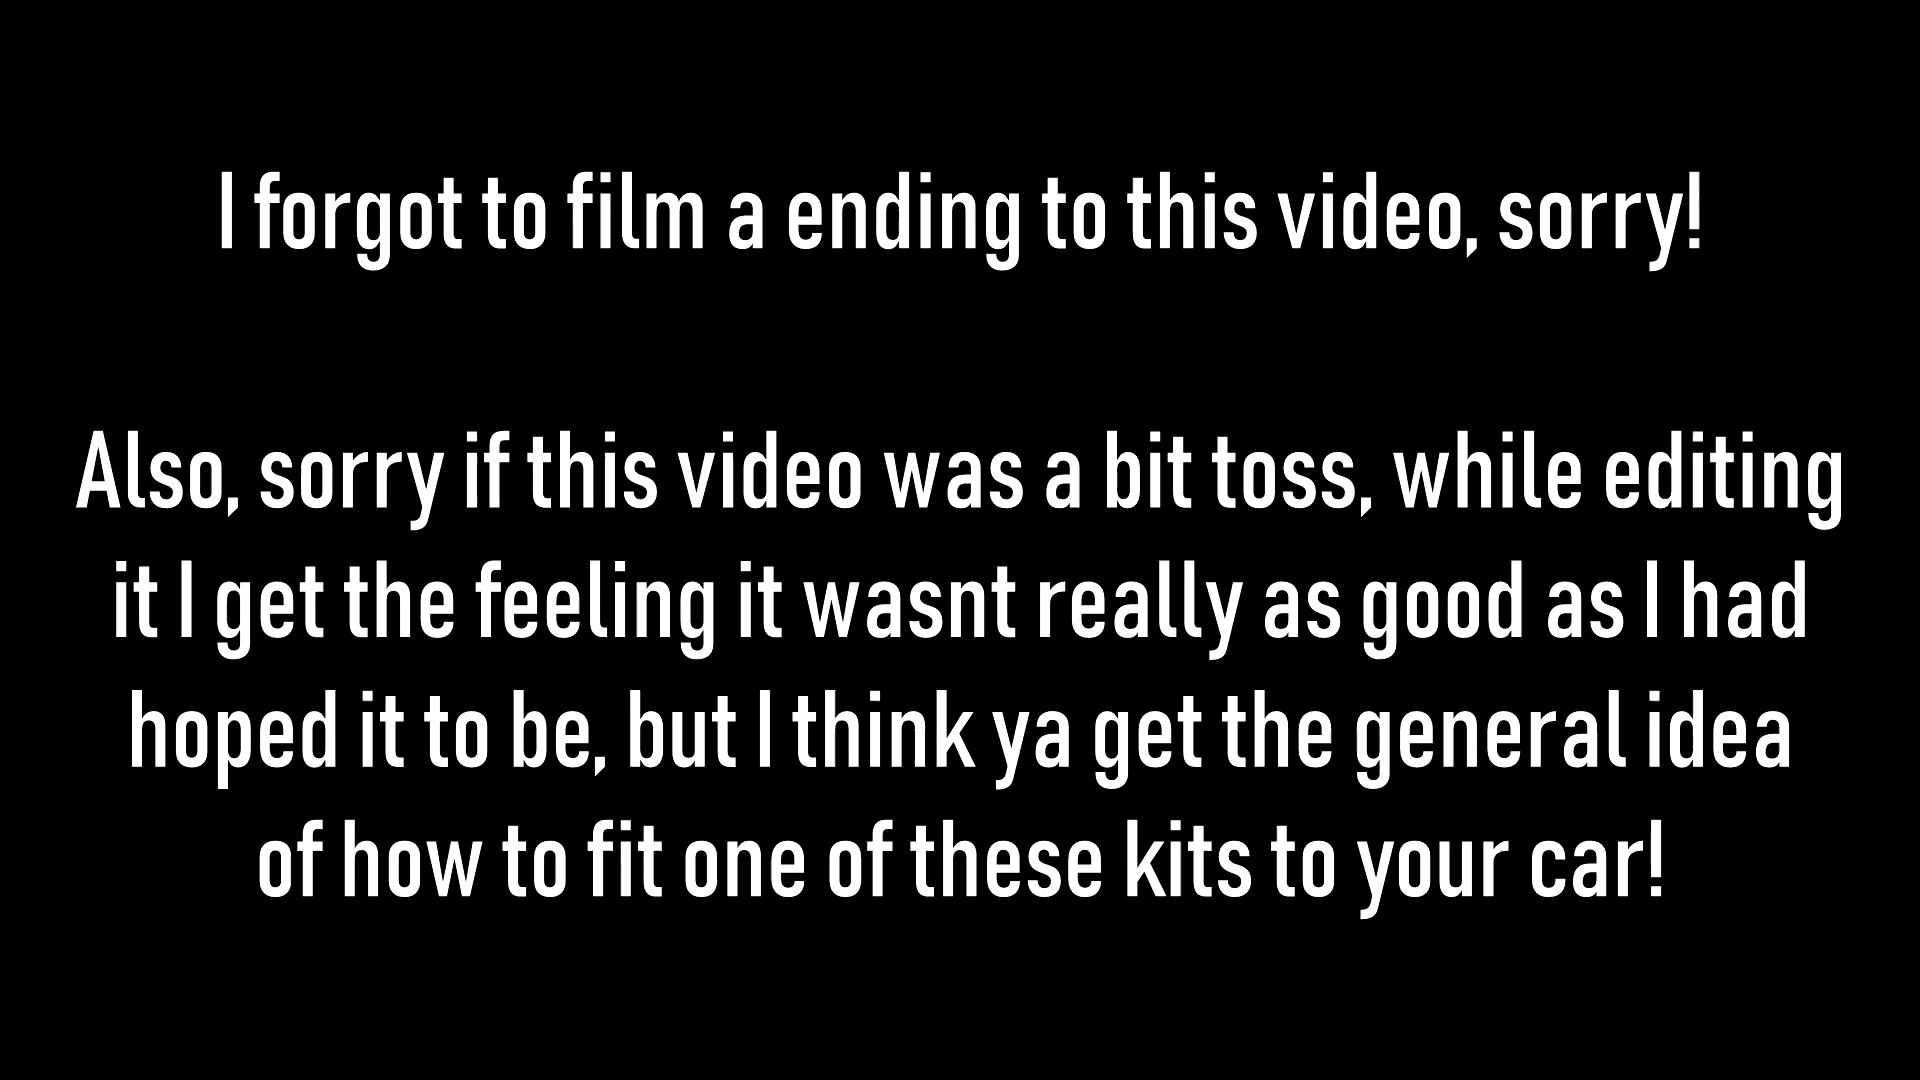 I forgot to film a ending to this video, sorry!
Also, sorry if this video was a bit toss, while editing
it I get the feeling it wasnt really as good as I had
hoped it to be, but I think ya get the general idea
of how to fit one of these kits to your car!